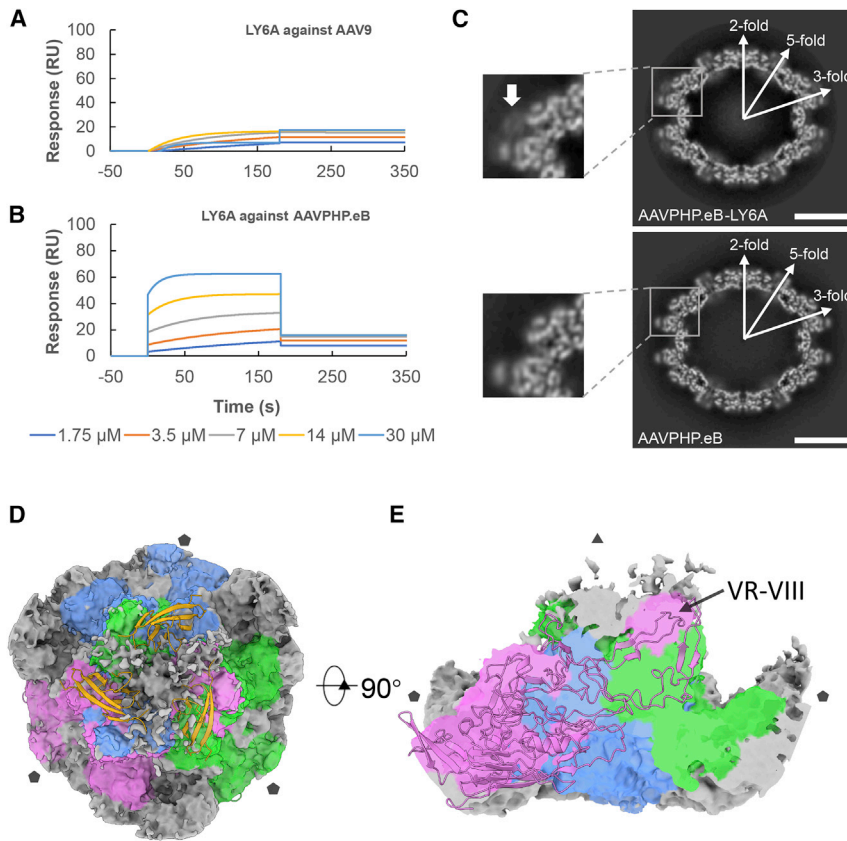 A
LY6A against AAV9
Response (RU)
100
80
60
40
20
0
-50 50 150 250 350
B
LY6A against AAVPHP.eB
Response (RU)
100
80
60
40
20
0
-50 50 150 250 350
Time (s)
1.75 µM 3.5 µM 7 µM 14 µM 30 µM
C
2-fold
5-fold
3-fold
AAVPHP.eB-LY6A
2-fold
5-fold
3-fold
AAVPHP.eB
D
90°
E
VR-VIII